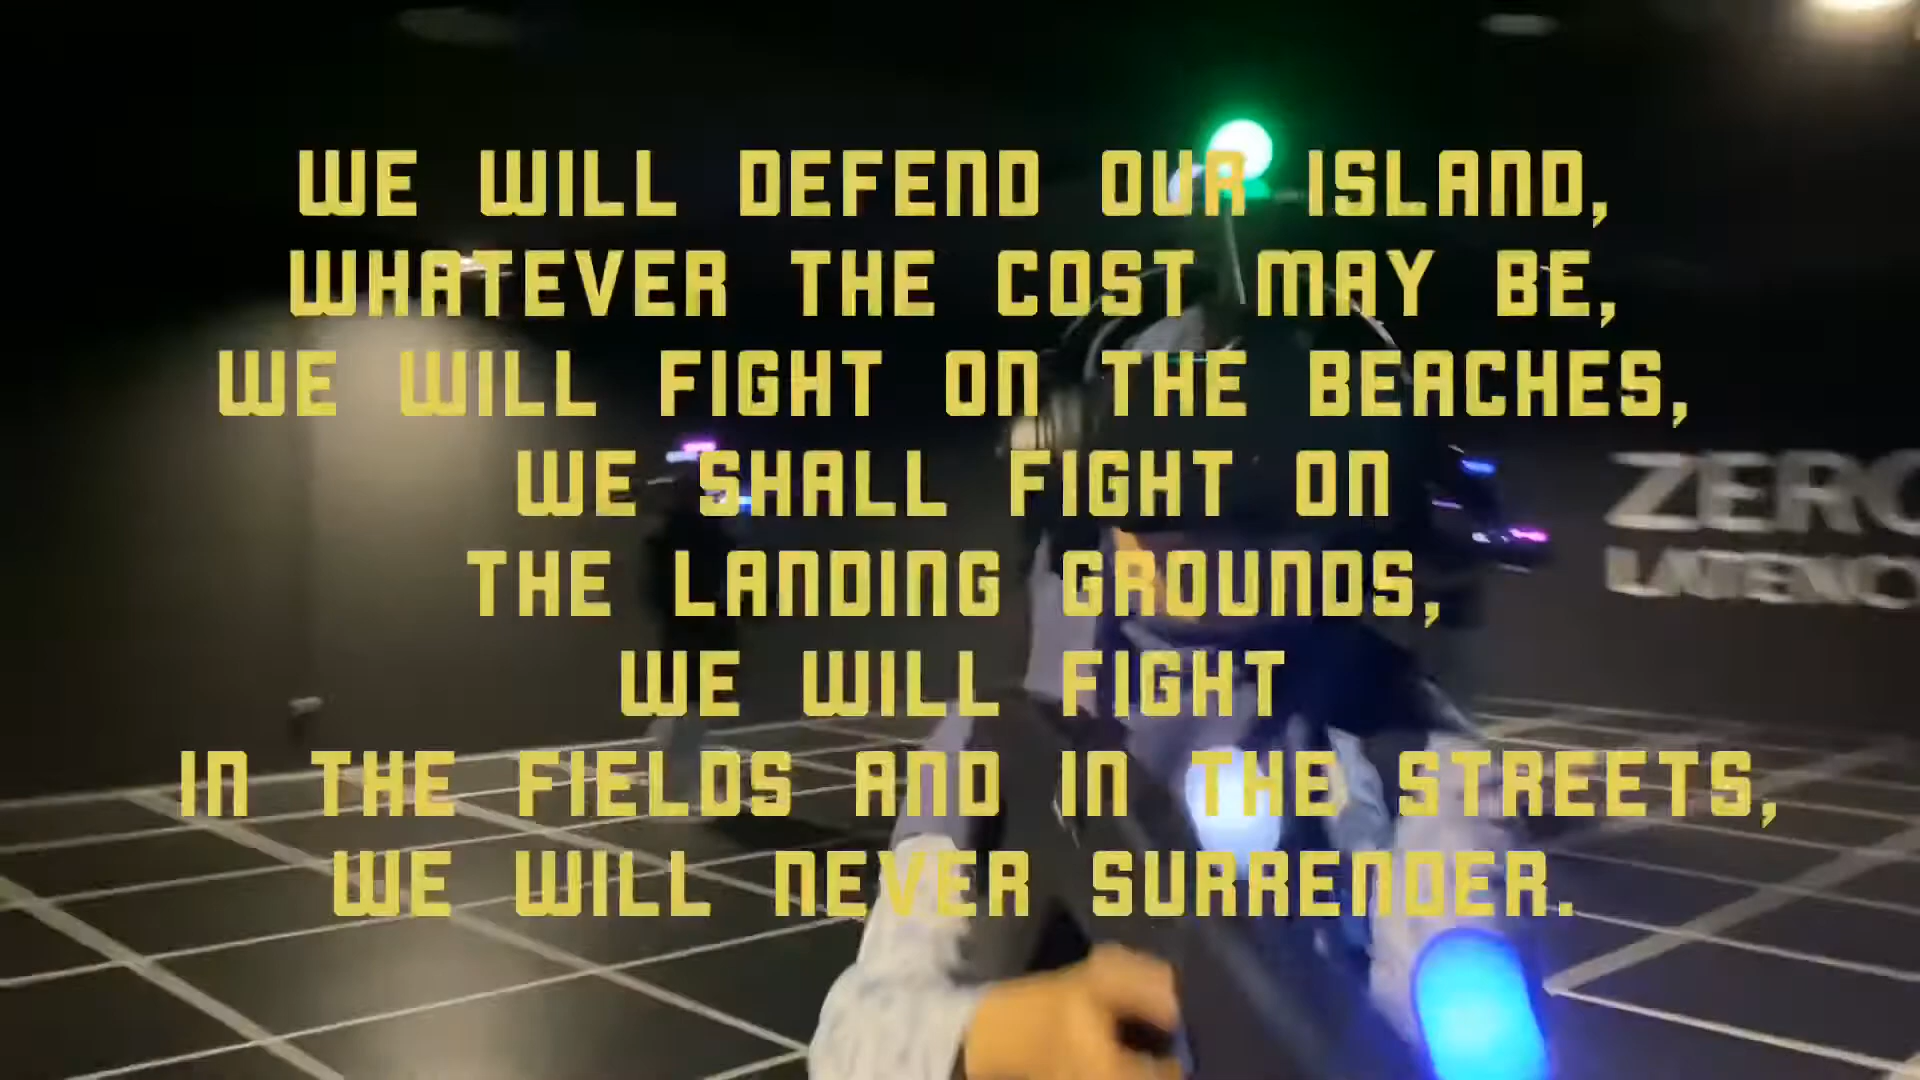 WE WILL DEFEND OUR ISLAND,
WHATEVER THE COST MAY BE,
WE WILL FIGHT ON THE BEACHES,
WE SHALL FIGHT ON
THE LANDING GROUNDS,
WE WILL FIGHT
IN THE FIELDS AND IN THE STREETS,
WE WILL NEVER SURRENDER.
ZERO
LATENC